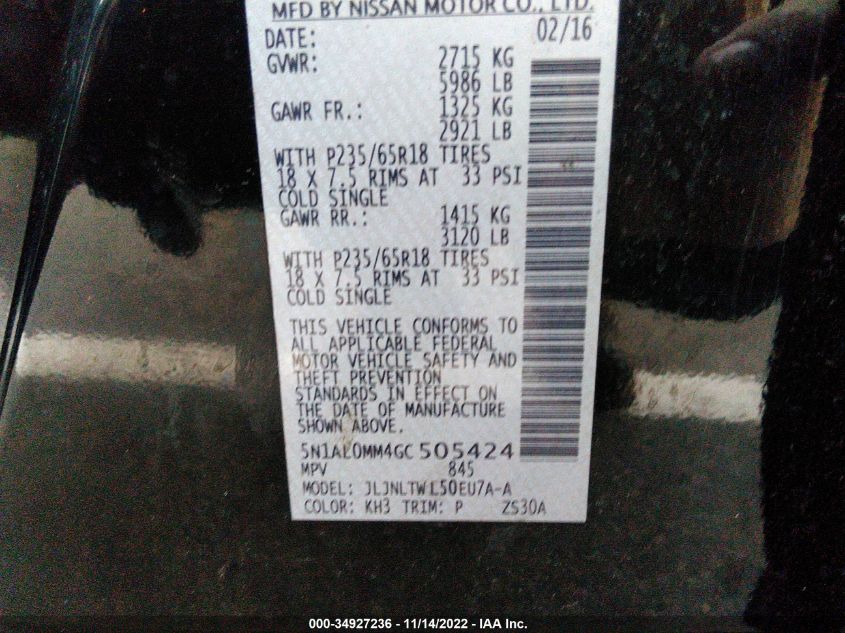 MFD BY NISSAN MOTOR CO., LTD.
DATE: 02/16
GVWR: 2715 KG
5986 LB
GAWR FR.: 1325 KG
2921 LB
WITH P235/65R18 TIRES
18 X 7.5 RIMS AT 33 PSI
COLD SINGLE
GAWR RR.: 1415 KG
3120 LB
WITH P235/65R18 TIRES
18 X 7.5 RIMS AT 33 PSI
COLD SINGLE
THIS VEHICLE CONFORMS TO
ALL APPLICABLE FEDERAL
MOTOR VEHICLE SAFETY AND
THEFT PREVENTION
STANDARDS IN EFFECT ON
THE DATE OF MANUFACTURE
SHOWN ABOVE.
5N1AL0MM4GC505424
MPV 845
MODEL: JLJNLTWL50EU7A-A
COLOR: KH3 TRIM: P ZS30A
000-34927236 - 11/14/2022 - IAA Inc.